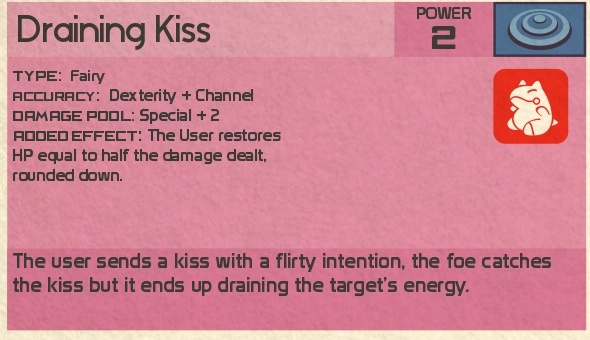 Draining Kiss
POWER
2
TYPE: Fairy
ACCURACY: Dexterity + Channel
DAMAGE POOL: Special + 2
ADDED EFFECT: The User restores
HP equal to half the damage dealt,
rounded down.
The user sends a kiss with a flirty intention, the foe catches
the kiss but it ends up draining the target's energy.